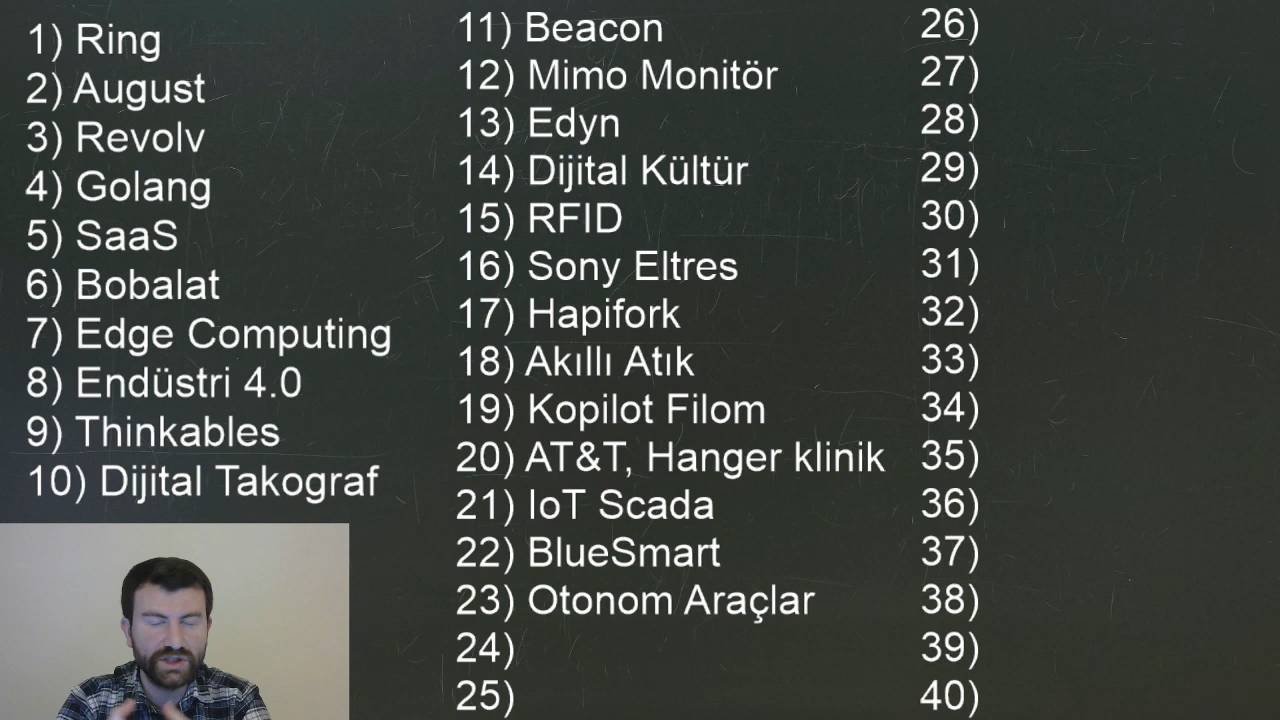 1) Ring
2) August
3) Revolv
4) Golang
5) SaaS
6) Bobalat
7) Edge Computing
8) Endüstri 4.0
9) Thinkables
10) Dijital Takograf
11) Beacon
12) Mimo Monitör
13) Edyn
14) Dijital Kültür
15) RFID
16) Sony Eltres
17) Hapifork
18) Akıllı Atık
19) Kopilot Filom
20) AT&T, Hanger klinik
21) IoT Scada
22) BlueSmart
23) Otonom Araçlar
24)
25)
26)
27)
28)
29)
30)
31)
32)
33)
34)
35)
36)
37)
38)
39)
40)